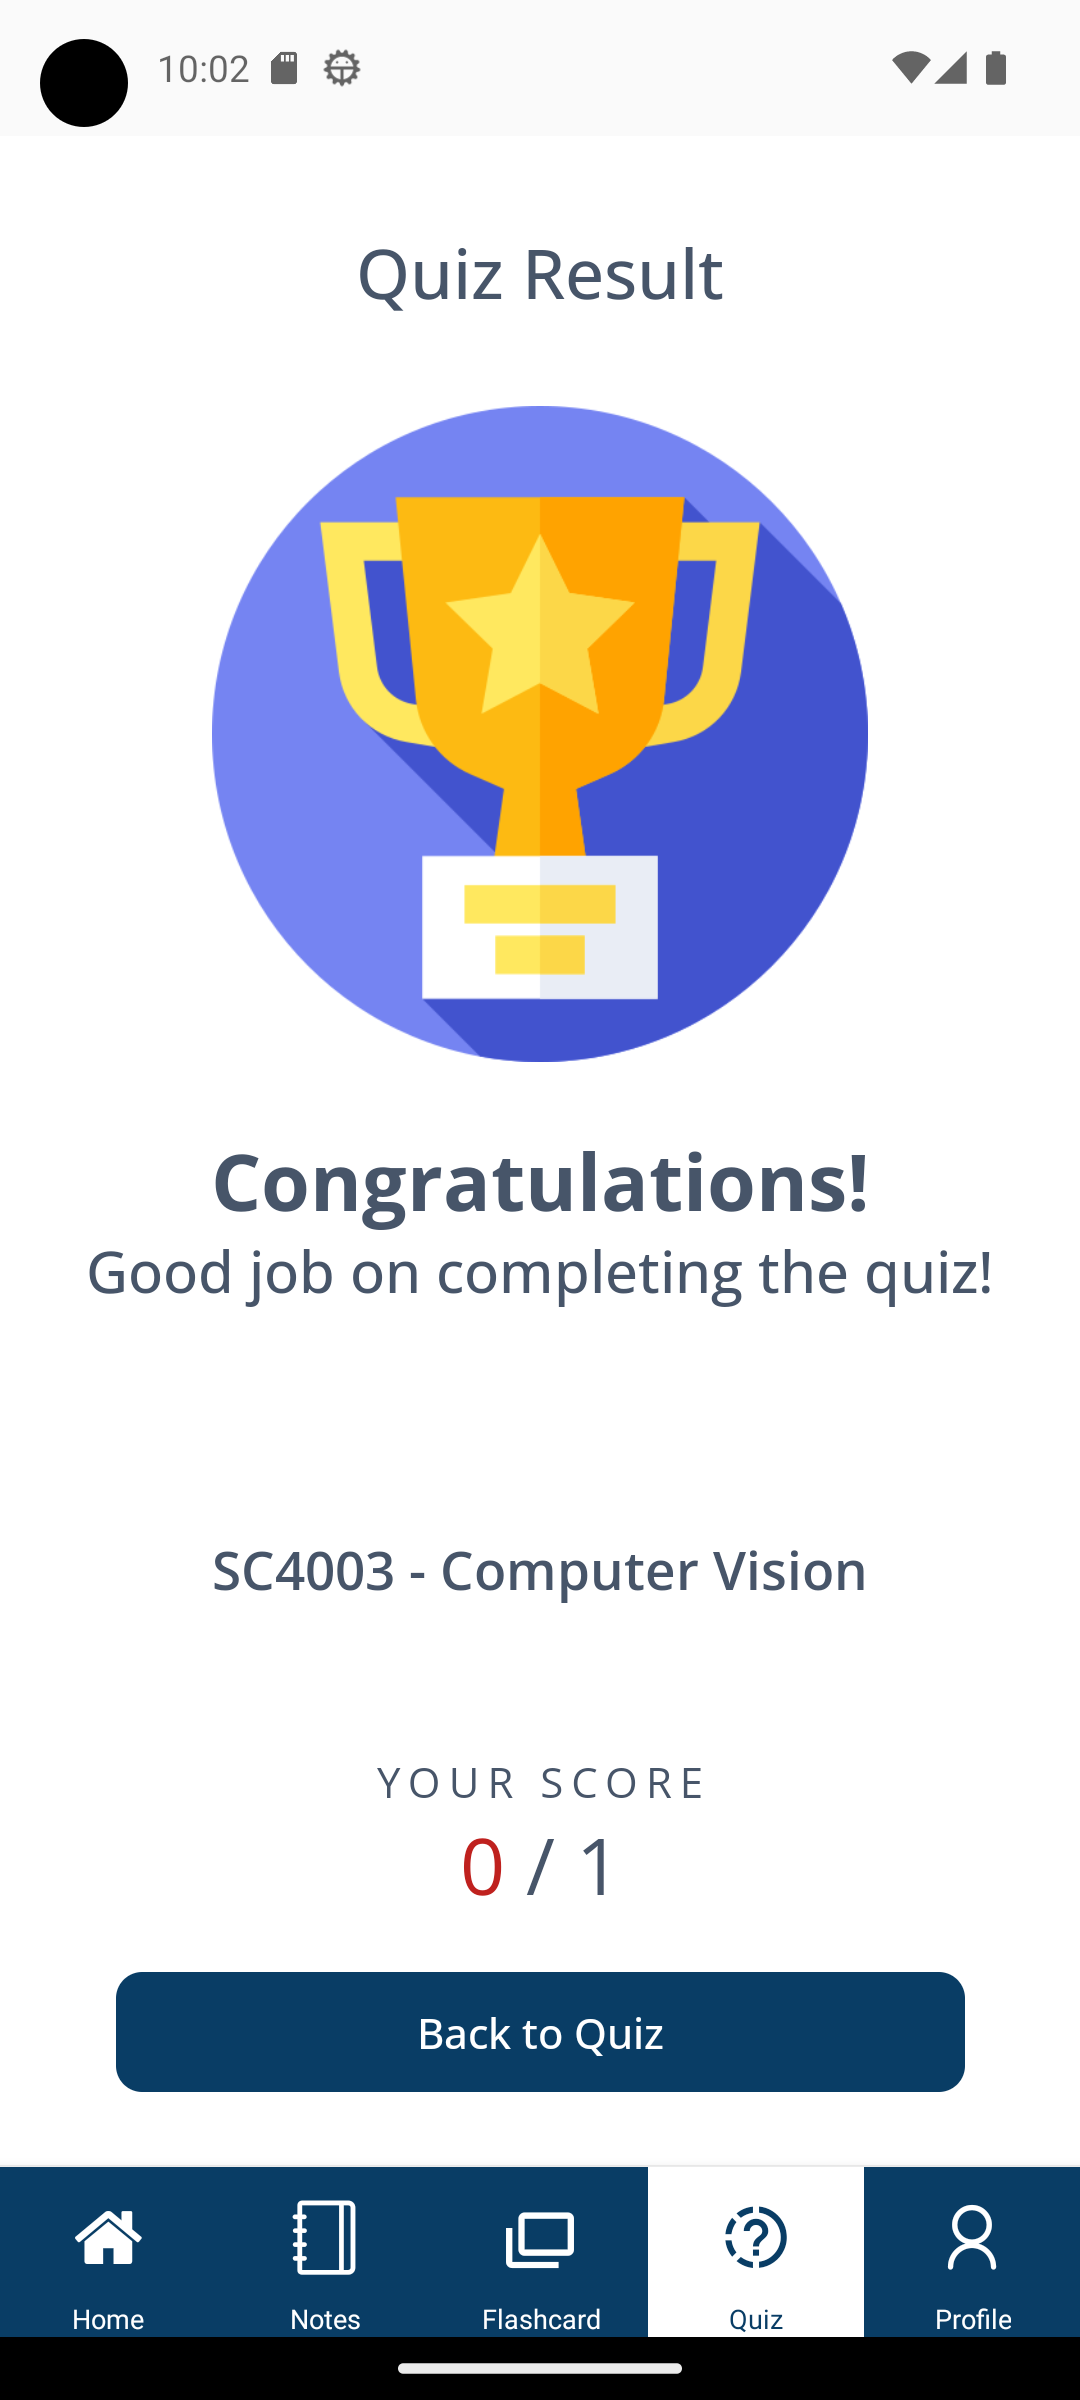 10:02
Quiz Result
Congratulations!
Good job on completing the quiz!
SC4003 - Computer Vision
YOUR SCORE
0 / 1
Back to Quiz
Home
Notes
Flashcard
Quiz
Profile